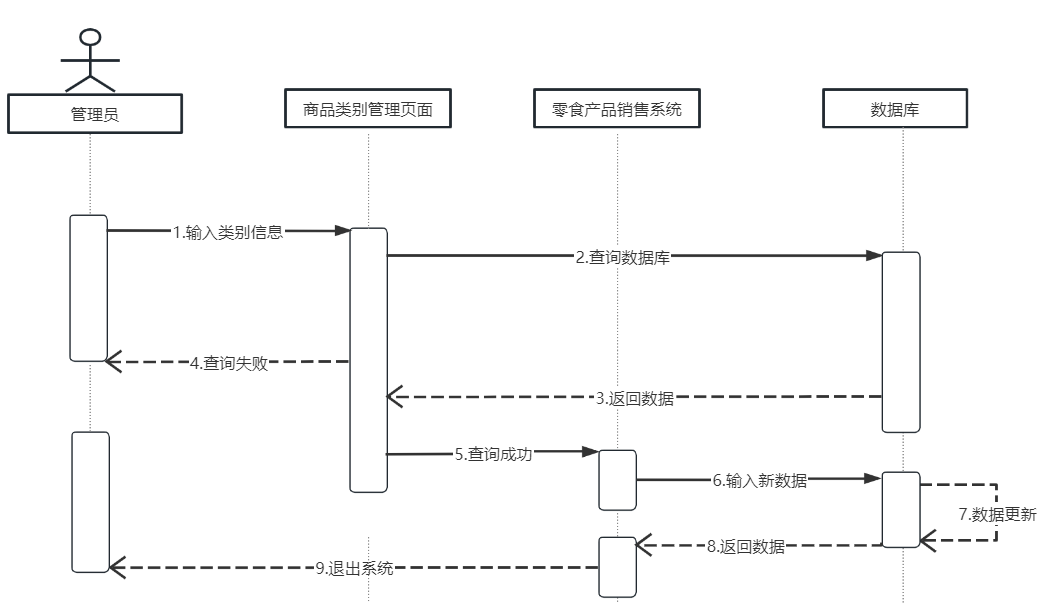 管理员
商品类别管理页面
零食产品销售系统
数据库
1.输入类别信息
2.查询数据库
4.查询失败
3.返回数据
5.查询成功
6.输入新数据
7.数据更新
8.返回数据
9.退出系统